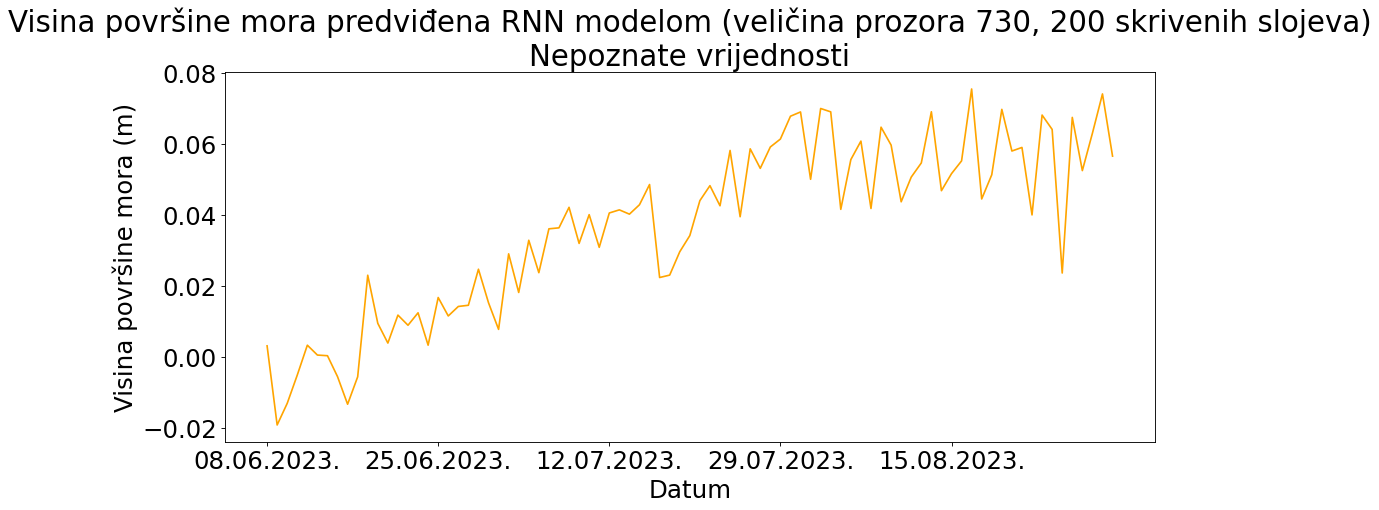 Visina površine mora predviđena RNN modelom (veličina prozora 730, 200 skrivenih slojeva)
Nepoznate vrijednosti
Visina površine mora (m)
0.08
0.06
0.04
0.02
0.00
−0.02
08.06.2023. 25.06.2023. 12.07.2023. 29.07.2023. 15.08.2023.
Datum